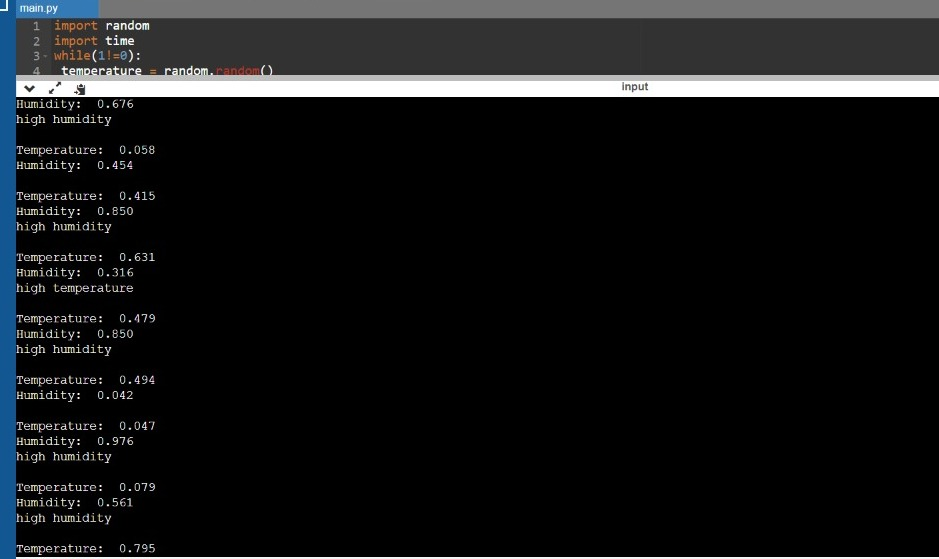 main.py
1 import random
2 import time
3 while(1!=0):
4 temperature = random.random()
input
Humidity:  0.676
high humidity
Temperature:  0.058
Humidity:  0.454
Temperature:  0.415
Humidity:  0.850
high humidity
Temperature:  0.631
Humidity:  0.316
high temperature
Temperature:  0.479
Humidity:  0.850
high humidity
Temperature:  0.494
Humidity:  0.042
Temperature:  0.047
Humidity:  0.976
high humidity
Temperature:  0.079
Humidity:  0.561
high humidity
Temperature:  0.795